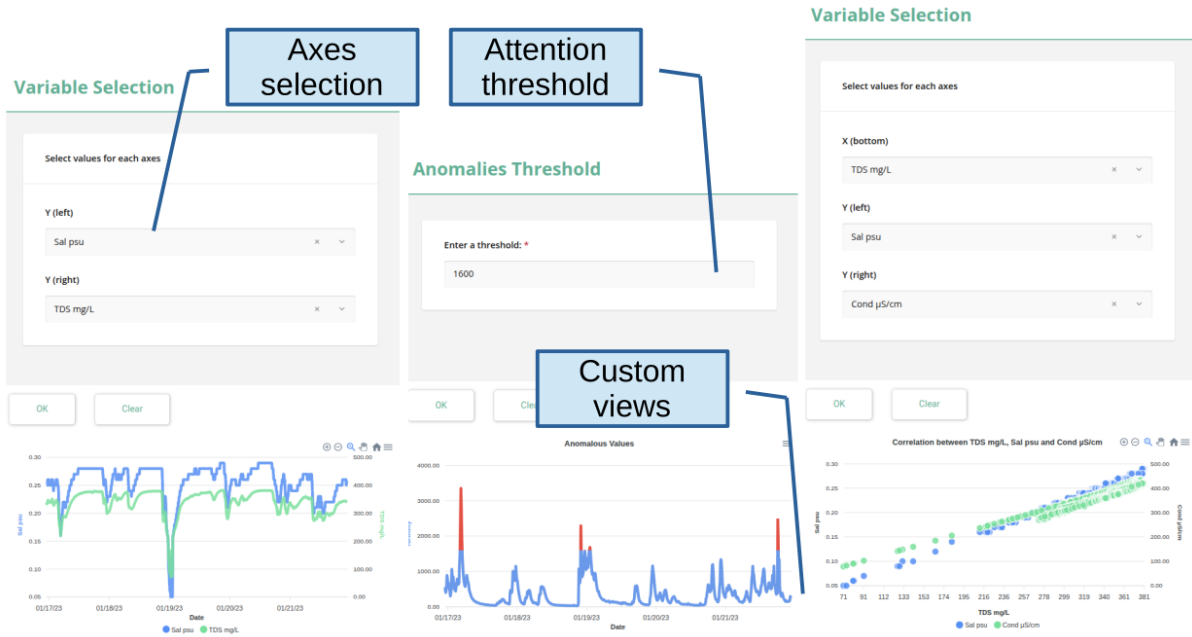 Axes
selection
Attention
threshold
Custom
views
Variable Selection
Select values for each axes
Y (left)
Sal psu
Y (right)
TDS mg/L
OK
Clear
0.30
0.25
0.20
0.15
0.10
0.05
Sal psu
500.00
400.00
300.00
200.00
100.00
0.00
TDS mg/L
01/17/23
01/18/23
01/19/23
01/20/23
01/21/23
Date
Sal psu
TDS mg/L
Anomalies Threshold
Enter a threshold: *
1600
OK
Anomalous Values
4000.00
3000.00
2000.00
1000.00
0.00
01/17/23
01/18/23
01/19/23
01/20/23
01/21/23
Date
Variable Selection
Select values for each axes
X (bottom)
TDS mg/L
Y (left)
Sal psu
Y (right)
Cond µS/cm
OK
Clear
Correlation between TDS mg/L, Sal psu and Cond µS/cm
0.30
0.25
0.20
0.15
0.10
0.05
Sal psu
500.00
400.00
300.00
200.00
100.00
0.00
Cond µS/cm
71 91 112 133 154 174 195 216 236 257 278 299 319 340 361 381
TDS mg/L
Sal psu
Cond µS/cm